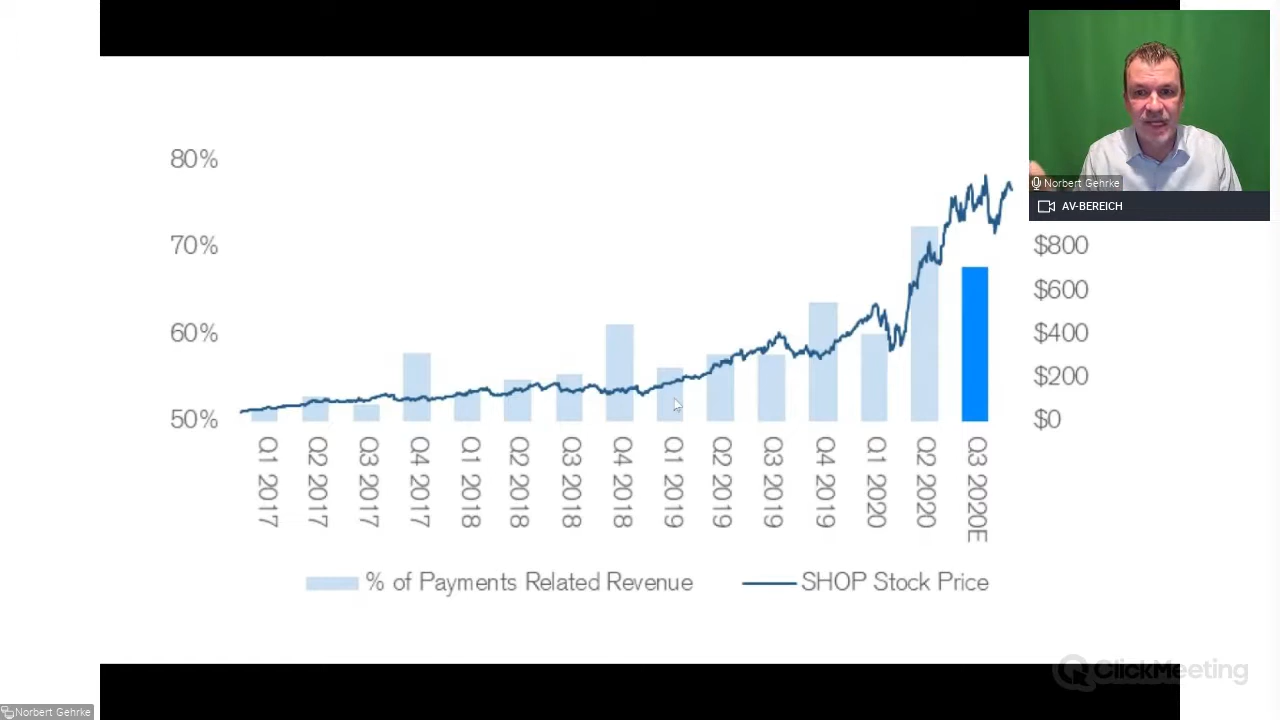 80%
70%
60%
50%
$800
$600
$400
$200
$0
Q1 2017
Q2 2017
Q3 2017
Q4 2017
Q1 2018
Q2 2018
Q3 2018
Q4 2018
Q1 2019
Q2 2019
Q3 2019
Q4 2019
Q1 2020
Q2 2020
Q3 2020E
% of Payments Related Revenue
SHOP Stock Price
Norbert Gehrke
AV-BEREICH
ClickMeeting
Norbert Gehrke